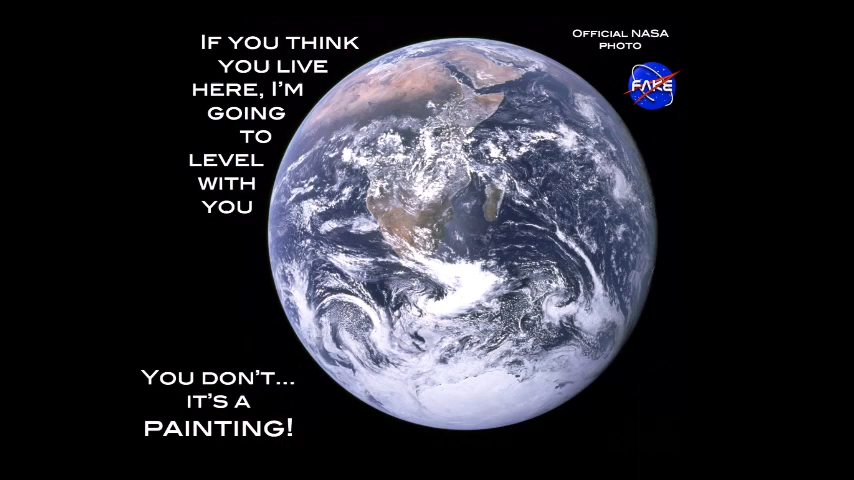 IF YOU THINK
YOU LIVE
HERE, I'M
GOING
TO
LEVEL
WITH
YOU
OFFICIAL NASA
PHOTO
FAKE
YOU DON'T...
IT'S A
PAINTING!